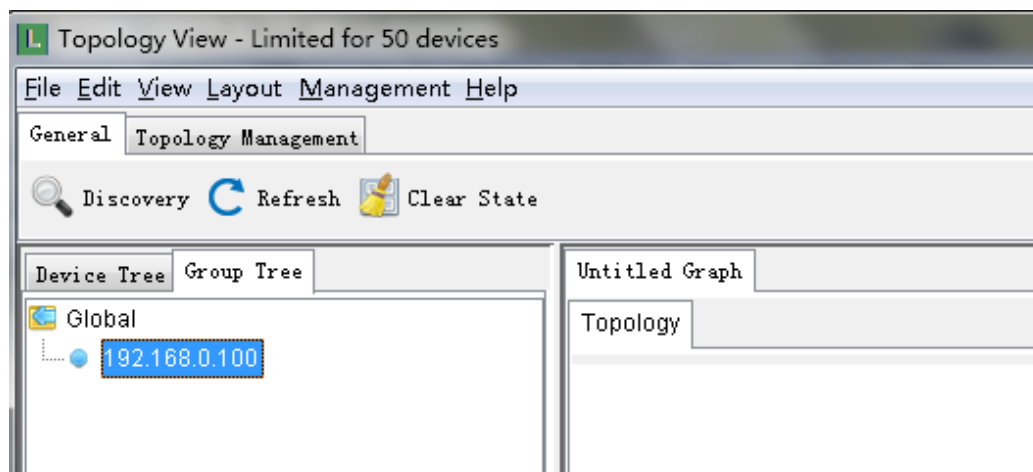 L Topology View - Limited for 50 devices
File Edit View Layout Management Help
General Topology Management
Discovery Refresh Clear State
Device Tree Group Tree Untitled Graph
Global Topology
192.168.0.100